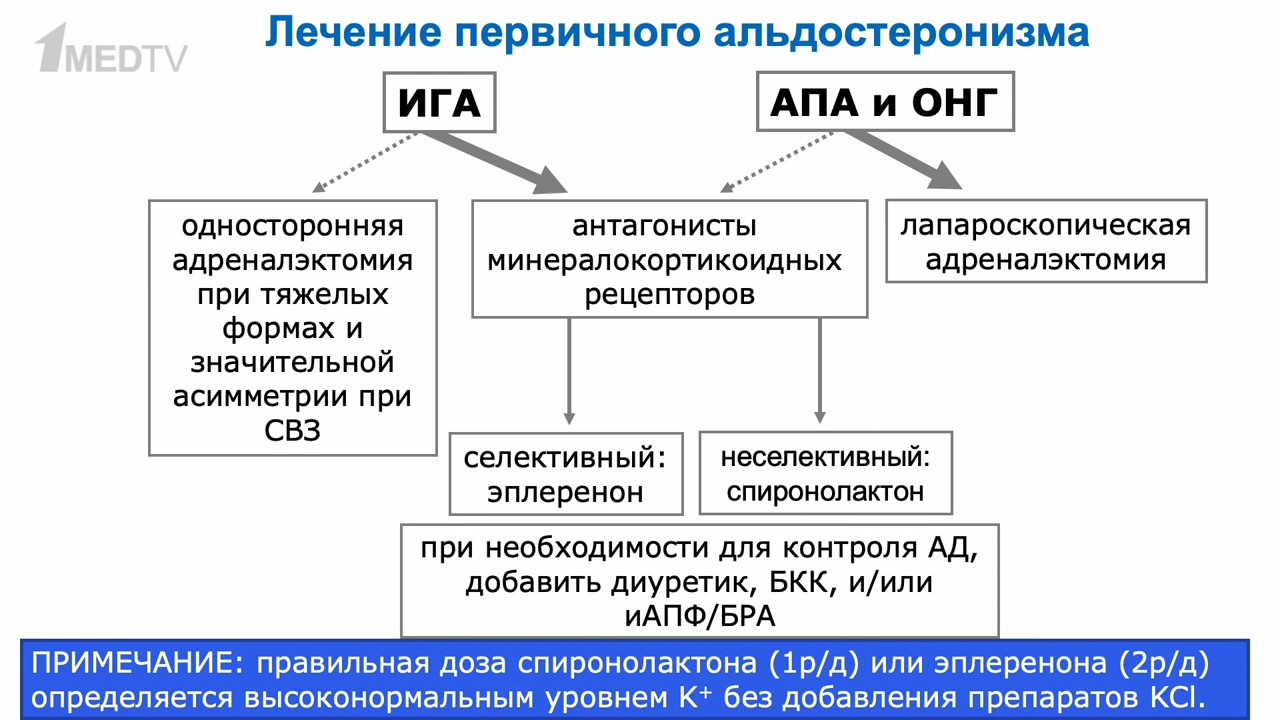 1MEDTV
Лечение первичного альдостеронизма
ИГА
АПА и ОНГ
односторонняя
адреналэктомия
при тяжелых
формах и
значительной
асимметрии при
СВЗ
антагонисты
минералокортикоидных
рецепторов
лапароскопическая
адреналэктомия
селективный:
эплеренон
неселективный:
спиронолактон
при необходимости для контроля АД,
добавить диуретик, БКК, и/или
иАПФ/БРА
ПРИМЕЧАНИЕ: правильная доза спиронолактона (1р/д) или эплеренона (2р/д)
определяется высоконормальным уровнем K⁺ без добавления препаратов KCl.